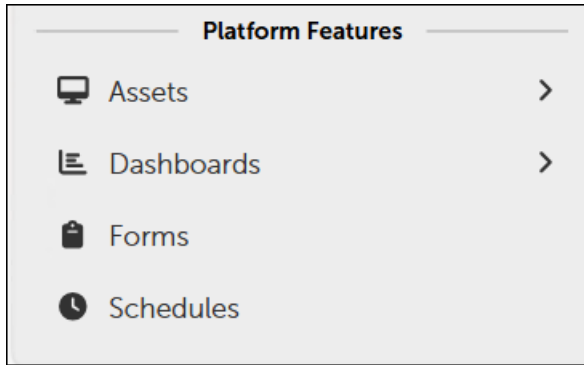 Platform Features
Assets
Dashboards
Forms
Schedules